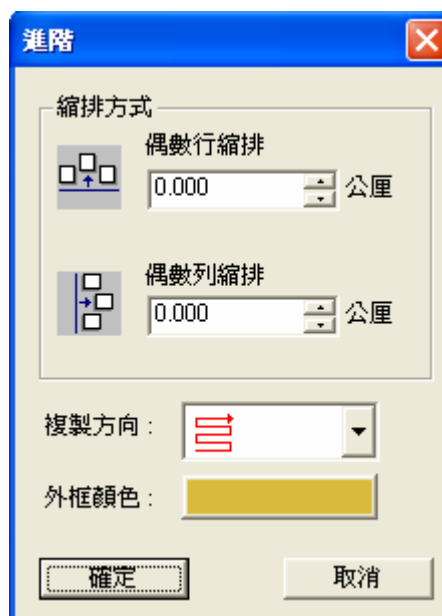 進階
縮排方式
偶數行縮排
0.000 公厘
偶數列縮排
0.000 公厘
複製方向：
外框顏色：
確定 取消